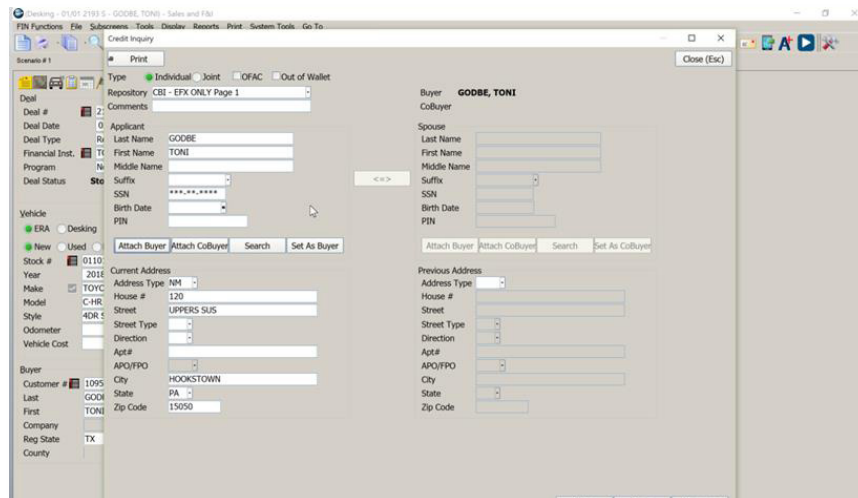 iDesking - 01/01 2193 S - GODBE, TONI - Sales and F&I
FIN Functions File Subscreens Tools Display Reports Print System Tools Go To
Scenario # 1
Credit Inquiry
Print
Close (Esc)
Type Individual Joint OFAC Out of Wallet
Repository CBI - EFX ONLY Page 1
Buyer GODBE, TONI
Comments
CoBuyer
Deal
Deal #
Deal Date
Deal Type
Financial Inst.
Program
Deal Status
Applicant
Last Name GODBE
First Name TONI
Middle Name
Suffix
SSN ***-**-****
Birth Date
PIN
<=>
Spouse
Last Name
First Name
Middle Name
Suffix
SSN
Birth Date
PIN
Attach Buyer Attach CoBuyer Search Set As Buyer
Attach Buyer Attach CoBuyer Search Set As CoBuyer
Vehicle
ERA Desking
New Used
Stock # 0110
Year 2018
Make TOYO
Model C-HR
Style 4DR S
Odometer
Vehicle Cost
Current Address
Address Type NM
House # 120
Street UPPERS SUS
Street Type
Direction
Apt#
APO/FPO
City HOOKSTOWN
State PA
Zip Code 15050
Previous Address
Address Type
House #
Street
Street Type
Direction
Apt#
APO/FPO
City
State
Zip Code
Buyer
Customer # 1095
Last GODB
First TONI
Company
Reg State TX
County